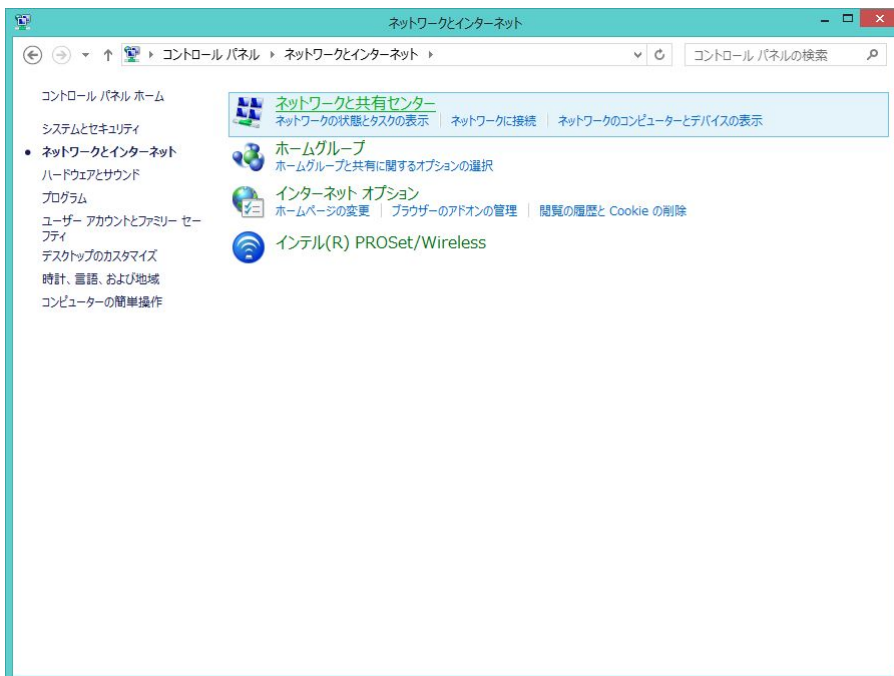 ネットワークとインターネット
コントロール パネル ネットワークとインターネット コントロール パネルの検索
コントロール パネル ホーム
システムとセキュリティ
ネットワークとインターネット
ハードウェアとサウンド
プログラム
ユーザー アカウントとファミリー セー
フティ
デスクトップのカスタマイズ
時計、言語、および地域
コンピューターの簡単操作
ネットワークと共有センター
ネットワークの状態とタスクの表示 ネットワークに接続 ネットワークのコンピューターとデバイスの表示
ホームグループ
ホームグループと共有に関するオプションの選択
インターネット オプション
ホームページの変更 ブラウザーのアドオンの管理 閲覧の履歴と Cookie の削除
インテル(R) PROSet/Wireless